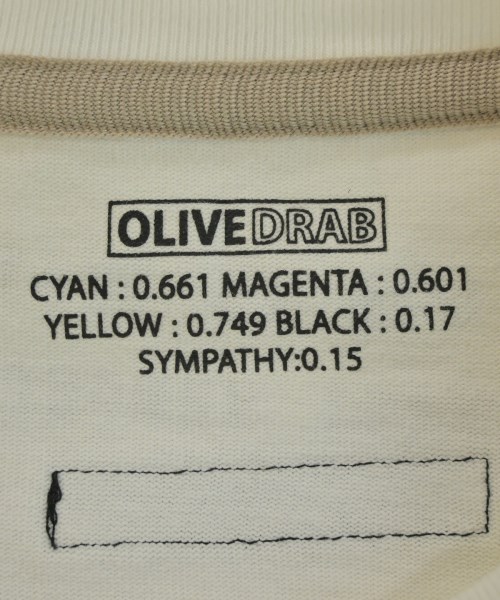 OLIVEDRAB
CYAN : 0.661 MAGENTA : 0.601
YELLOW : 0.749 BLACK : 0.17
SYMPATHY:0.15